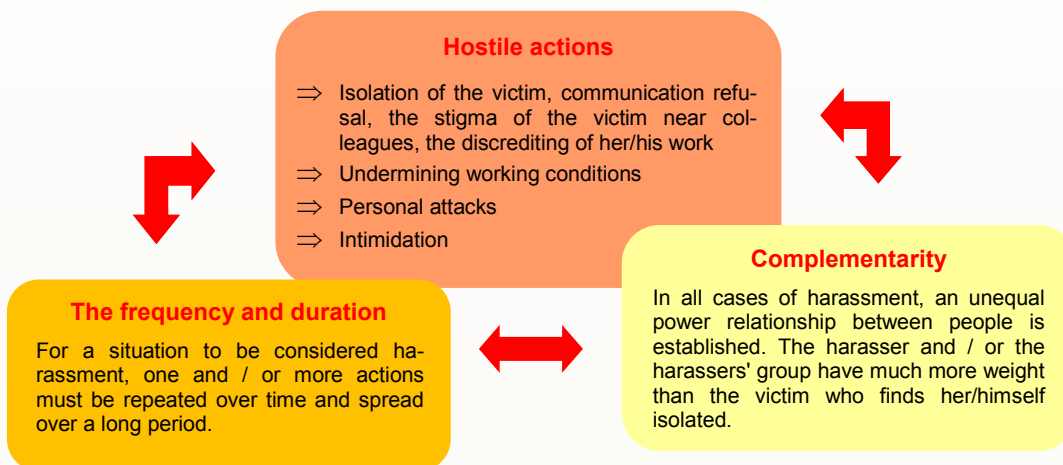 Hostile actions
⇒ Isolation of the victim, communication refu-
sal, the stigma of the victim near col-
leagues, the discrediting of her/his work
⇒ Undermining working conditions
⇒ Personal attacks
⇒ Intimidation
The frequency and duration
For a situation to be considered ha-
rassment, one and / or more actions
must be repeated over time and spread
over a long period.
Complementarity
In all cases of harassment, an unequal
power relationship between people is
established. The harasser and / or the
harassers' group have much more weight
than the victim who finds her/himself
isolated.